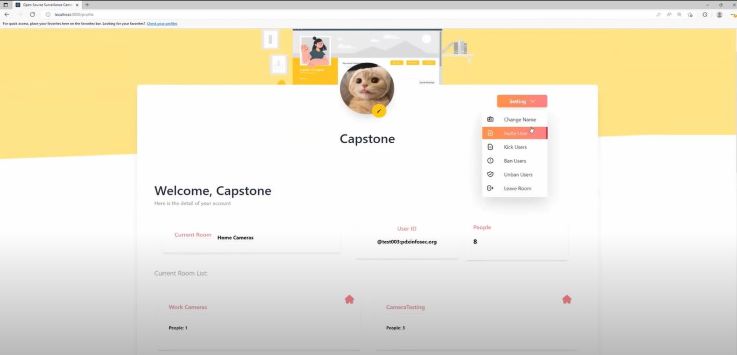 Open Source Surveillance Cam
localhost:3000/profile
For quick access, place your favorites here on the favorites bar. Looking for your favorites? Check your profiles
Setting
Capstone
Change Name
Invite User
Kick Users
Ban Users
Unban Users
Leave Room
Welcome, Capstone
Here is the detail of your account
Current Room Home Cameras
User ID
@test003:pdxinfosec.org
People
8
Current Room List:
Work Cameras
People: 1
CameraTesting
People: 3